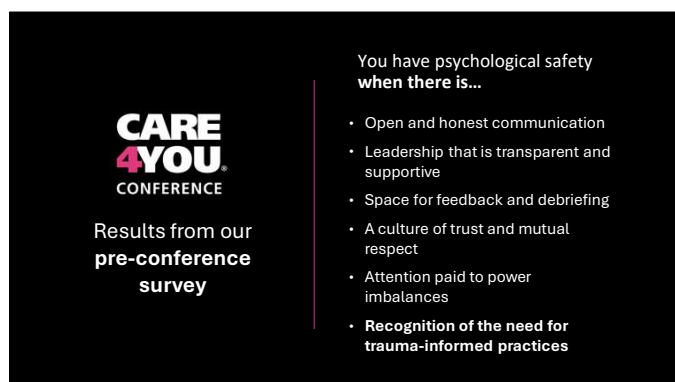 CARE
4YOU®
CONFERENCE
Results from our
pre-conference
survey
You have psychological safety
when there is...
• Open and honest communication
• Leadership that is transparent and
supportive
• Space for feedback and debriefing
• A culture of trust and mutual
respect
• Attention paid to power
imbalances
• Recognition of the need for
trauma-informed practices